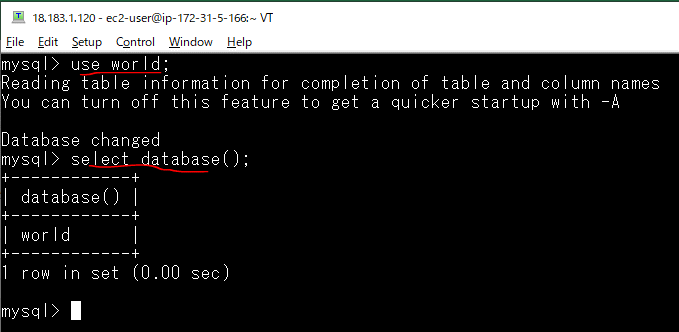 18.183.1.120 - ec2-user@ip-172-31-5-166:~ VT
File Edit Setup Control Window Help
mysql> use world;
Reading table information for completion of table and column names
You can turn off this feature to get a quicker startup with -A
Database changed
mysql> select database();
+------------+
| database() |
+------------+
| world      |
+------------+
1 row in set (0.00 sec)
mysql>